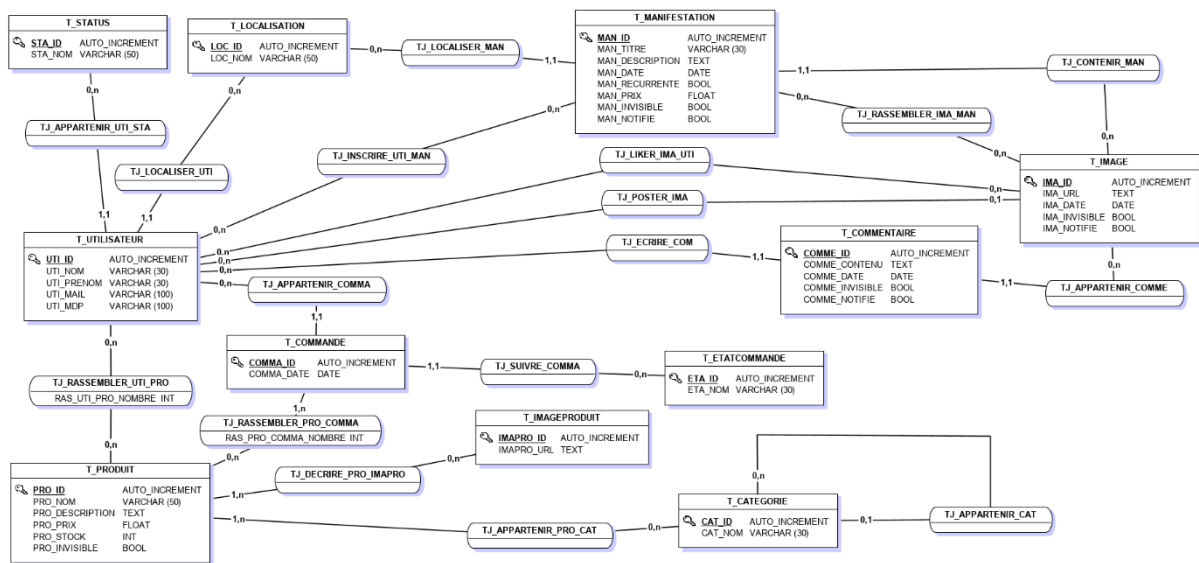 T_STATUS
STA_ID AUTO_INCREMENT
STA_NOM VARCHAR (50)
T_LOCALISATION
LOC_ID AUTO_INCREMENT
LOC_NOM VARCHAR (50)
0,n
TJ_LOCALISER_MAN
1,1
T_MANIFESTATION
MAN_ID AUTO_INCREMENT
MAN_TITRE VARCHAR (30)
MAN_DESCRIPTION TEXT
MAN_DATE DATE
MAN_RECURRENTE BOOL
MAN_PRIX FLOAT
MAN_INVISIBLE BOOL
MAN_NOTIFIE BOOL
1,1
TJ_CONTENIR_MAN
0,n
0,n
TJ_RASSEMBLER_IMA_MAN
0,n
0,n
TJ_APPARTENIR_UTI_STA
1,1
0,n
TJ_LOCALISER_UTI
1,1
0,n
TJ_INSCRIRE_UTI_MAN
0,n
0,n
TJ_LIKER_IMA_UTI
0,n
0,n
TJ_POSTER_IMA
0,1
T_IMAGE
IMA_ID AUTO_INCREMENT
IMA_URL TEXT
IMA_DATE DATE
IMA_INVISIBLE BOOL
IMA_NOTIFIE BOOL
T_UTILISATEUR
UTI_ID AUTO_INCREMENT
UTI_NOM VARCHAR (30)
UTI_PRENOM VARCHAR (30)
UTI_MAIL VARCHAR (100)
UTI_MDP VARCHAR (100)
0,n
TJ_ECRIRE_COM
1,1
T_COMMENTAIRE
COMME_ID AUTO_INCREMENT
COMME_CONTENU TEXT
COMME_DATE DATE
COMME_INVISIBLE BOOL
COMME_NOTIFIE BOOL
1,1
TJ_APPARTENIR_COMME
0,n
0,n
TJ_APPARTENIR_COMMA
1,1
T_COMMANDE
COMMA_ID AUTO_INCREMENT
COMMA_DATE DATE
1,1
TJ_SUIVRE_COMMA
0,n
T_ETATCOMMANDE
ETA_ID AUTO_INCREMENT
ETA_NOM VARCHAR (30)
0,n
TJ_RASSEMBLER_UTI_PRO
RAS_UTI_PRO_NOMBRE INT
0,n
1,n
TJ_RASSEMBLER_PRO_COMMA
RAS_PRO_COMMA_NOMBRE INT
0,n
T_IMAGEPRODUIT
IMAPRO_ID AUTO_INCREMENT
IMAPRO_URL TEXT
0,n
TJ_DECRIRE_PRO_IMAPRO
1,n
T_PRODUIT
PRO_ID AUTO_INCREMENT
PRO_NOM VARCHAR (50)
PRO_DESCRIPTION TEXT
PRO_PRIX FLOAT
PRO_STOCK INT
PRO_INVISIBLE BOOL
1,n
TJ_APPARTENIR_PRO_CAT
0,n
T_CATEGORIE
CAT_ID AUTO_INCREMENT
CAT_NOM VARCHAR (30)
0,n
0,1
TJ_APPARTENIR_CAT